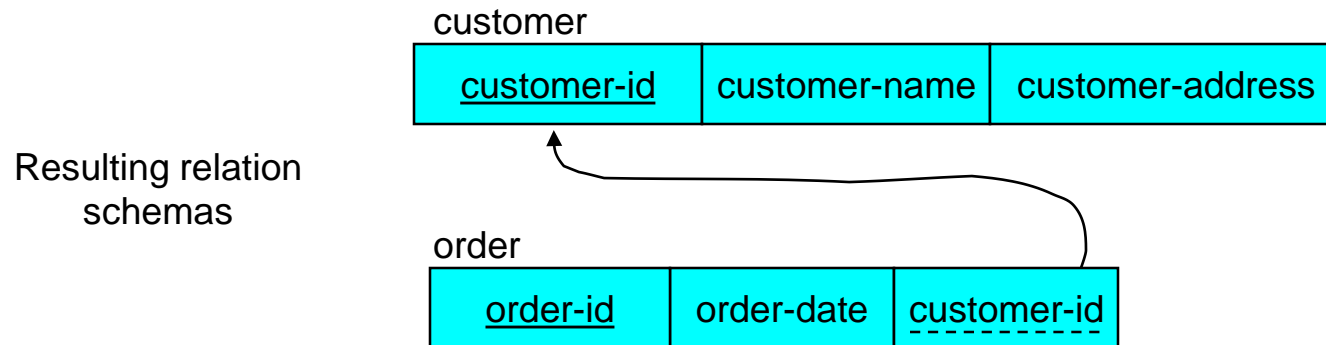 customer
customer-id customer-name customer-address
Resulting relation
schemas
order
order-id order-date customer-id